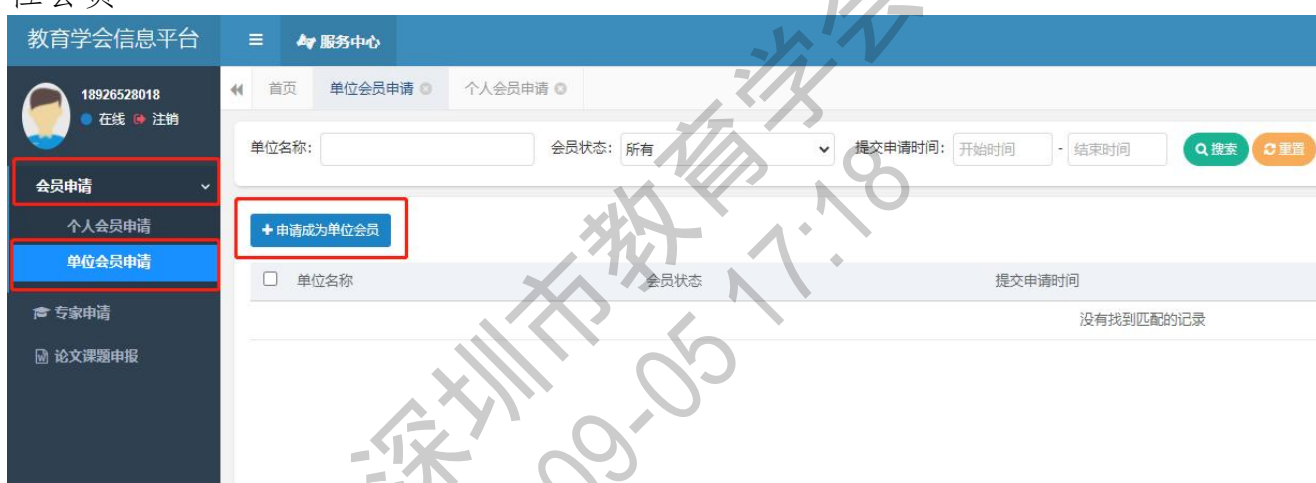 教育学会信息平台
服务中心
18926528018
在线 注销
首页 单位会员申请 个人会员申请
单位名称: 会员状态: 所有 提交申请时间: 开始时间 - 结束时间 搜索 重置
会员申请
个人会员申请
单位会员申请
专家申请
论文课题申报
+申请成为单位会员
单位名称 会员状态 提交申请时间
没有找到匹配的记录
深圳市教育学会
09-05 17:18